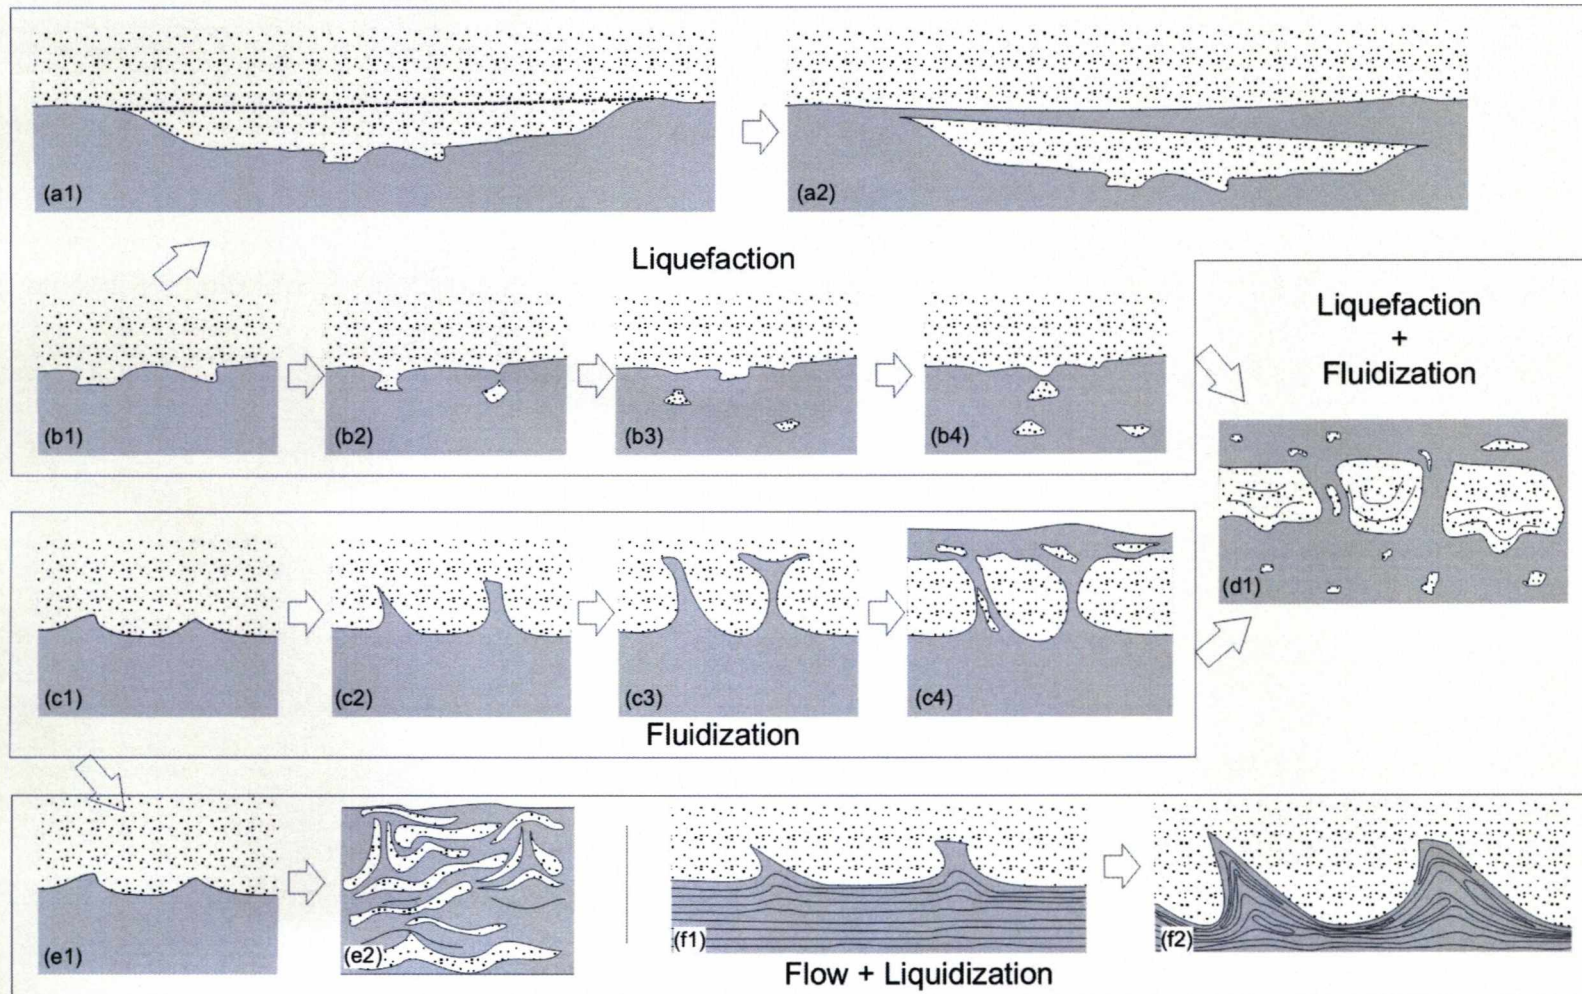 (a1)
(a2)
Liquefaction
(b1)
(b2)
(b3)
(b4)
Liquefaction
+
Fluidization
(d1)
(c1)
(c2)
(c3)
(c4)
Fluidization
(e1)
(e2)
(f1)
(f2)
Flow + Liquidization